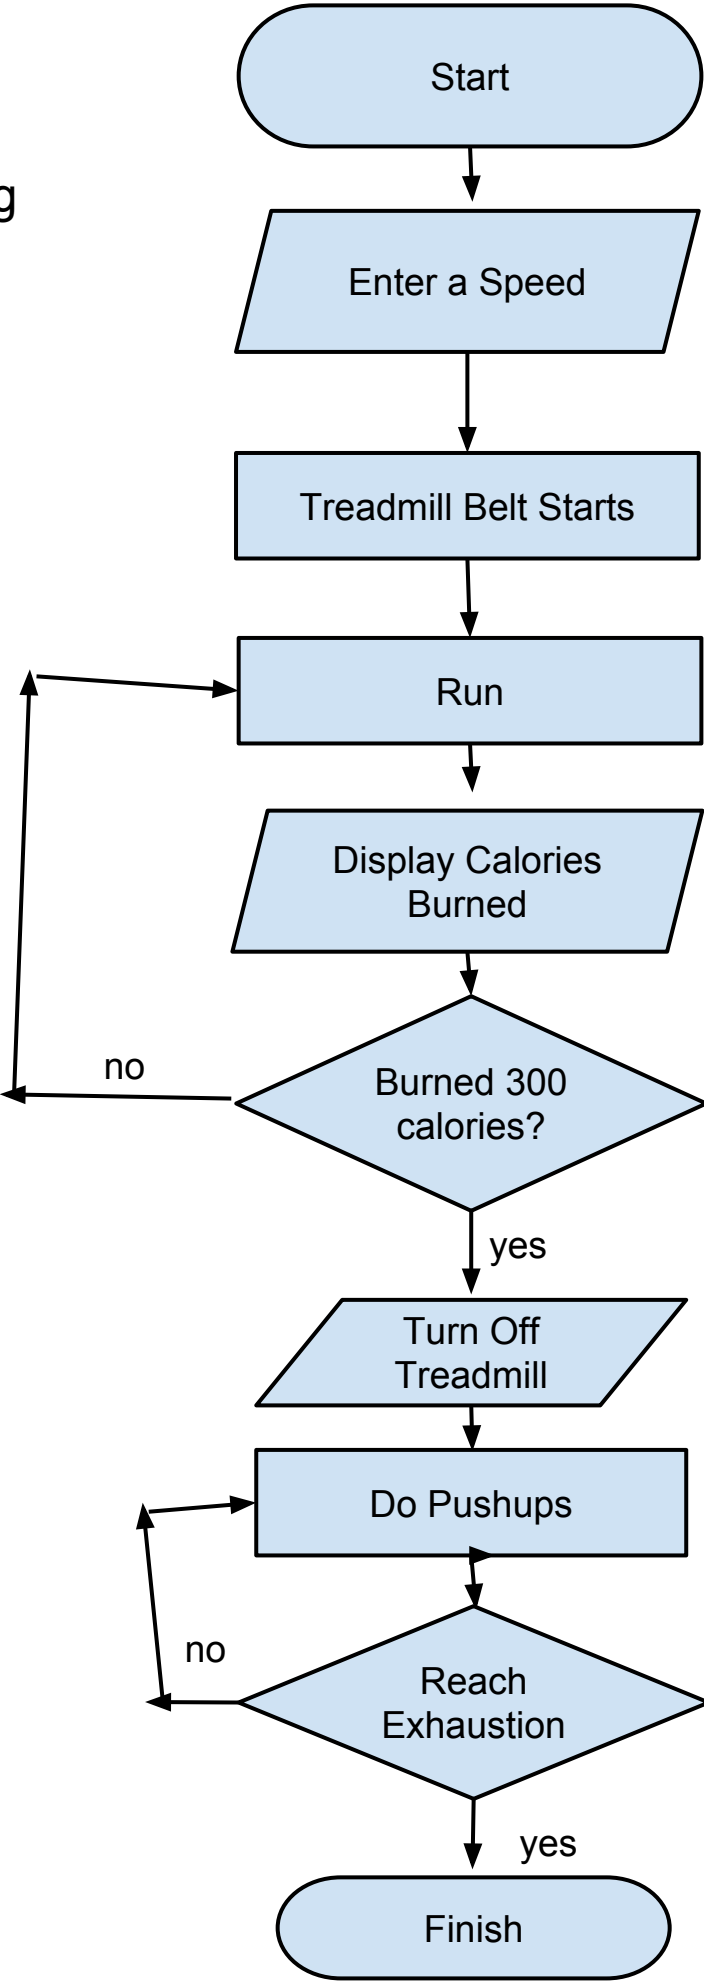 Start
g
Enter a Speed
Treadmill Belt Starts
Run
Display Calories
Burned
no
Burned 300
calories?
yes
Turn Off
Treadmill
Do Pushups
no
Reach
Exhaustion
yes
Finish